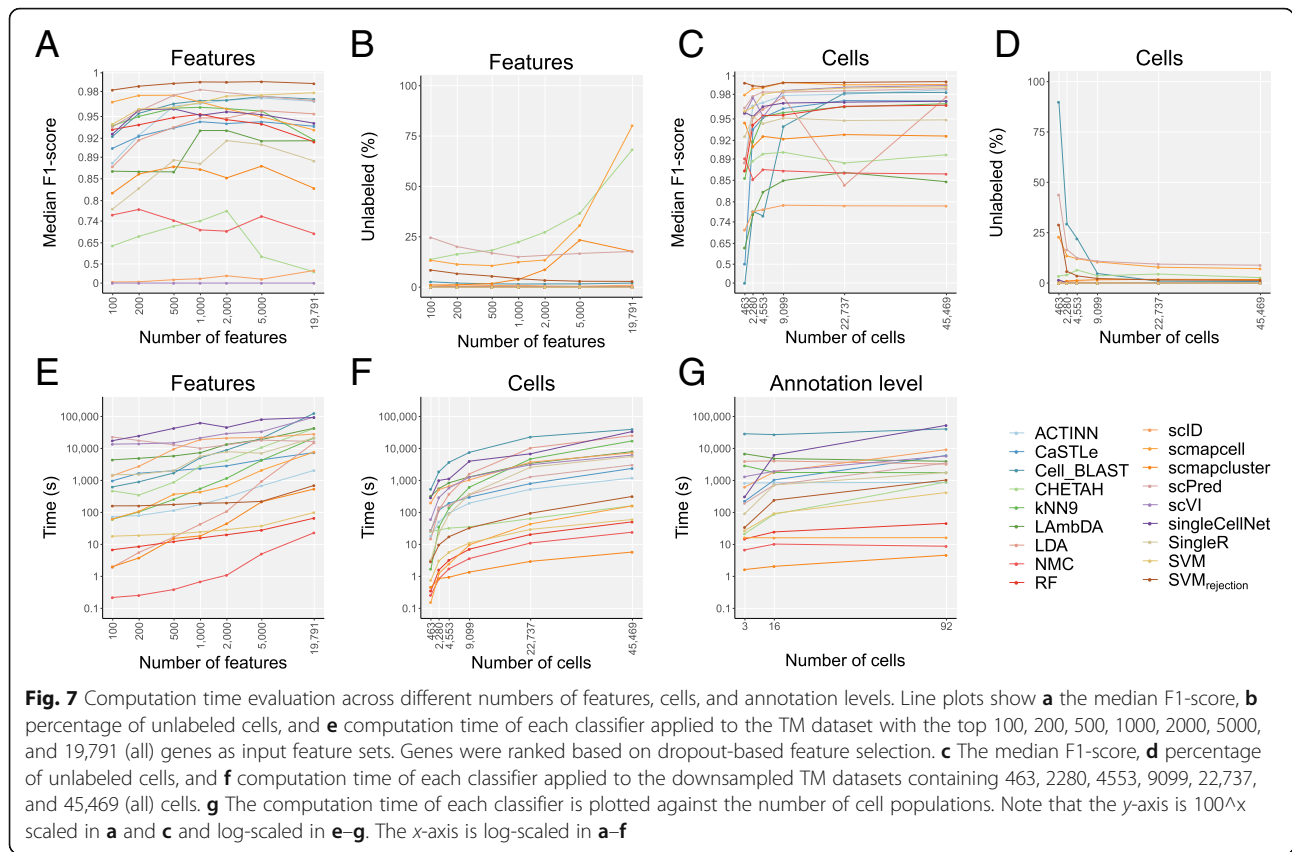 A
Features
Median F1-score
1
0.98
0.95
0.92
0.89
0.85
0.8
0.74
0.65
0.5
0
100
200
500
1,000
2,000
5,000
19,791
Number of features
B
Features
Unlabeled (%)
100
75
50
25
0
100
200
500
1,000
2,000
5,000
19,791
Number of features
C
Cells
Median F1-score
1
0.98
0.95
0.92
0.89
0.85
0.8
0.74
0.65
0.5
0
463
2,280
4,553
9,099
22,737
45,469
Number of cells
D
Cells
Unlabeled (%)
100
75
50
25
0
463
2,280
4,553
9,099
22,737
45,469
Number of cells
E
Features
Time (s)
100,000
10,000
1,000
100
10
1
0.1
100
200
500
1,000
2,000
5,000
19,791
Number of features
F
Cells
Time (s)
100,000
10,000
1,000
100
10
1
0.1
463
2,280
4,553
9,099
22,737
45,469
Number of cells
G
Annotation level
Time (s)
100,000
10,000
1,000
100
10
1
0.1
3
16
92
Number of cells
ACTINN
CaSTLe
Cell_BLAST
CHETAH
kNN9
LAmbDA
LDA
NMC
RF
scID
scmapcell
scmapcluster
scPred
scVI
singleCellNet
SingleR
SVM
SVMrejection
Fig. 7 Computation time evaluation across different numbers of features, cells, and annotation levels. Line plots show a the median F1-score, b
percentage of unlabeled cells, and e computation time of each classifier applied to the TM dataset with the top 100, 200, 500, 1000, 2000, 5000,
and 19,791 (all) genes as input feature sets. Genes were ranked based on dropout-based feature selection. c The median F1-score, d percentage
of unlabeled cells, and f computation time of each classifier applied to the downsampled TM datasets containing 463, 2280, 4553, 9099, 22,737,
and 45,469 (all) cells. g The computation time of each classifier is plotted against the number of cell populations. Note that the y-axis is 100^x
scaled in a and c and log-scaled in e–g. The x-axis is log-scaled in a–f